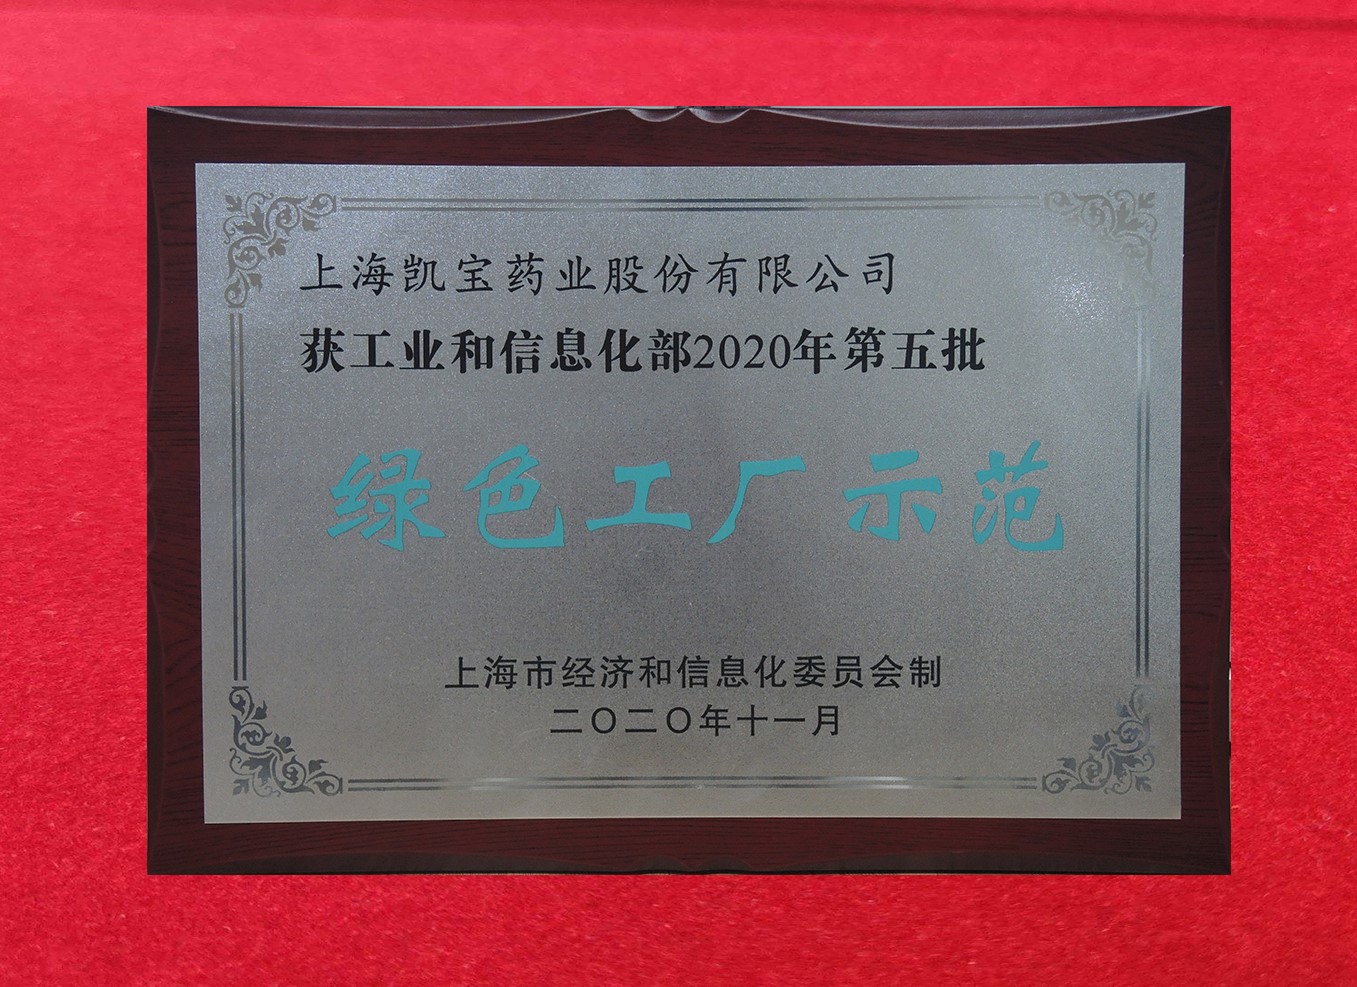 上海凯宝药业股份有限公司
获工业和信息化部2020年第五批
绿色工厂示范
上海市经济和信息化委员会制
二〇二〇年十一月